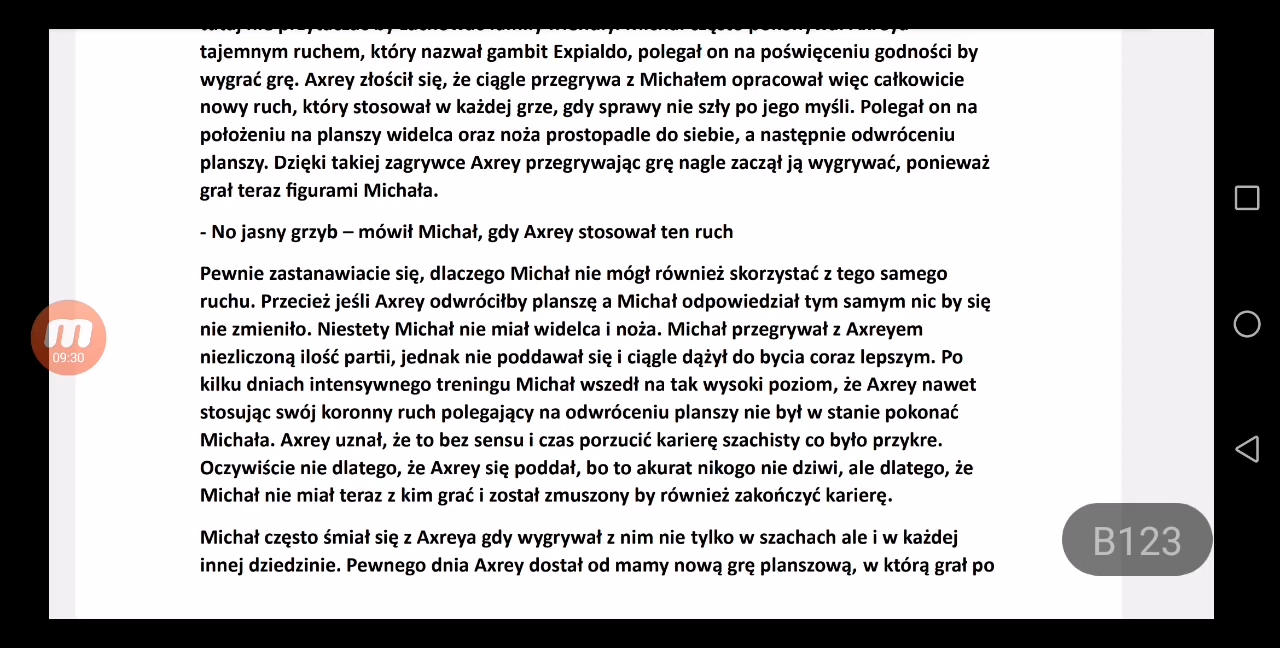 tajemnym ruchem, który nazwał gambit Expialdo, polegał on na poświęceniu godności by
wygrać grę. Axrey złościł się, że ciągle przegrywa z Michałem opracował więc całkowicie
nowy ruch, który stosował w każdej grze, gdy sprawy nie szły po jego myśli. Polegał on na
położeniu na planszy widelca oraz noża prostopadle do siebie, a następnie odwróceniu
planszy. Dzięki takiej zagrywce Axrey przegrywając grę nagle zaczął ją wygrywać, ponieważ
grał teraz figurami Michała.
- No jasny grzyb – mówił Michał, gdy Axrey stosował ten ruch
Pewnie zastanawiacie się, dlaczego Michał nie mógł również skorzystać z tego samego
ruchu. Przecież jeśli Axrey odwróciłby planszę a Michał odpowiedział tym samym nic by się
nie zmieniło. Niestety Michał nie miał widelca i noża. Michał przegrywał z Axreyem
niezliczoną ilość partii, jednak nie poddawał się i ciągle dążył do bycia coraz lepszym. Po
kilku dniach intensywnego treningu Michał wszedł na tak wysoki poziom, że Axrey nawet
stosując swój koronny ruch polegający na odwróceniu planszy nie był w stanie pokonać
Michała. Axrey uznał, że to bez sensu i czas porzucić karierę szachisty co było przykre.
Oczywiście nie dlatego, że Axrey się poddał, bo to akurat nikogo nie dziwi, ale dlatego, że
Michał nie miał teraz z kim grać i został zmuszony by również zakończyć karierę.
Michał często śmiał się z Axreya gdy wygrywał z nim nie tylko w szachach ale i w każdej
innej dziedzinie. Pewnego dnia Axrey dostał od mamy nową grę planszową, w którą grał po
09:30
B123